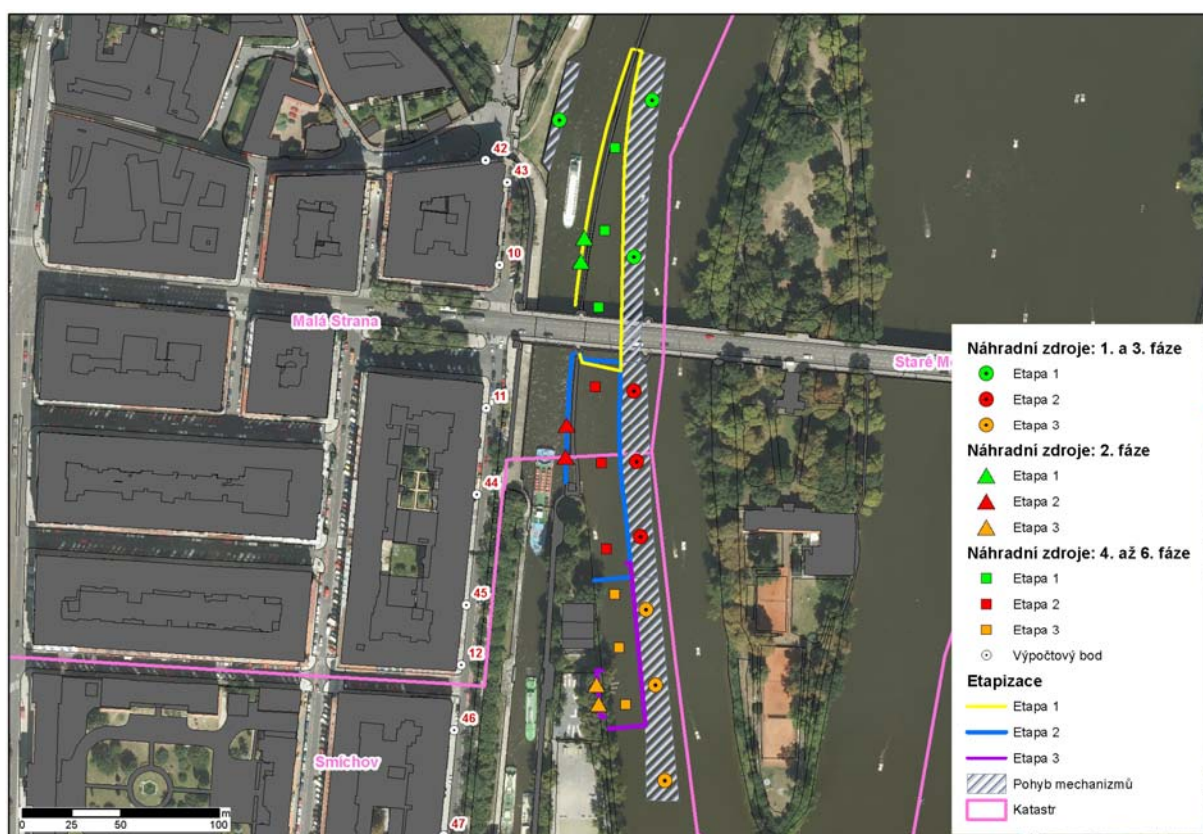 42
43
10
Malá Strana
Staré M
11
44
45
12
46
Smíchov
47
0 25 50 100
m
Náhradní zdroje: 1. a 3. fáze
Etapa 1
Etapa 2
Etapa 3
Náhradní zdroje: 2. fáze
Etapa 1
Etapa 2
Etapa 3
Náhradní zdroje: 4. až 6. fáze
Etapa 1
Etapa 2
Etapa 3
Výpočtový bod
Etapizace
Etapa 1
Etapa 2
Etapa 3
Pohyb mechanizmů
Katastr